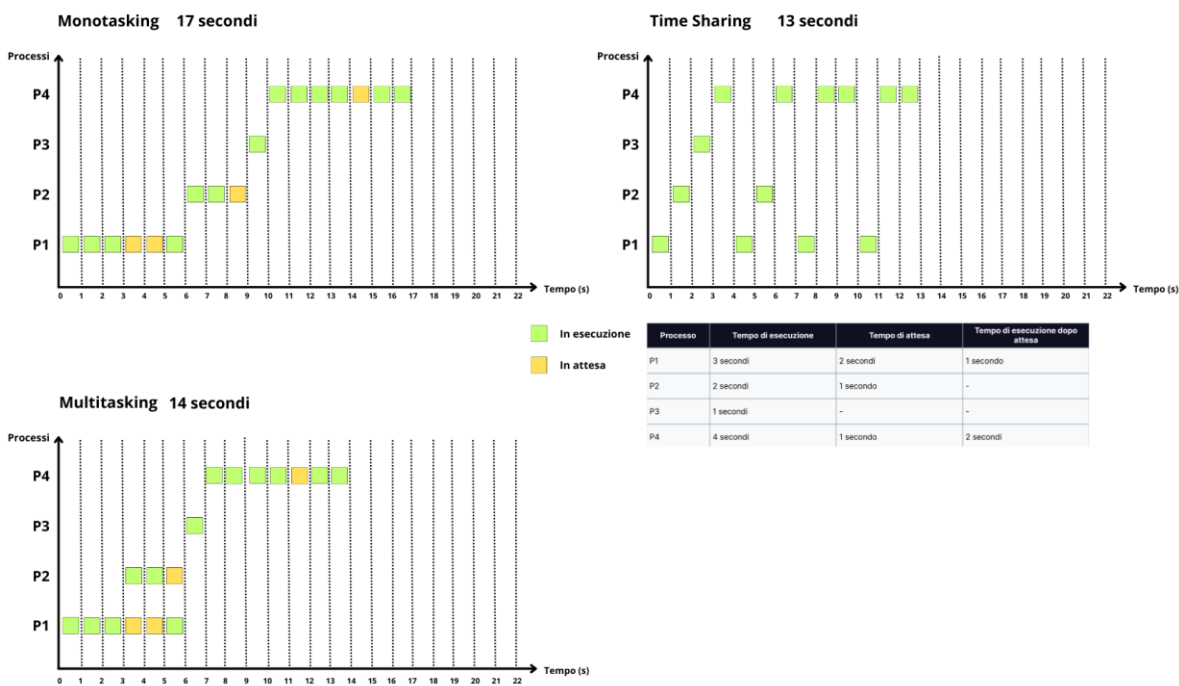 Monotasking 17 secondi
Processi
P4
P3
P2
P1
0 1 2 3 4 5 6 7 8 9 10 11 12 13 14 15 16 17 18 19 20 21 22
Tempo (s)
Time Sharing 13 secondi
Processi
P4
P3
P2
P1
0 1 2 3 4 5 6 7 8 9 10 11 12 13 14 15 16 17 18 19 20 21 22
Tempo (s)
In esecuzione
In attesa
Processo Tempo di esecuzione Tempo di attesa Tempo di esecuzione dopo
attesa
P1 3 secondi 2 secondi 1 secondo
P2 2 secondi 1 secondo -
P3 1 secondi - -
P4 4 secondi 1 secondo 2 secondi
Multitasking 14 secondi
Processi
P4
P3
P2
P1
0 1 2 3 4 5 6 7 8 9 10 11 12 13 14 15 16 17 18 19 20 21 22
Tempo (s)